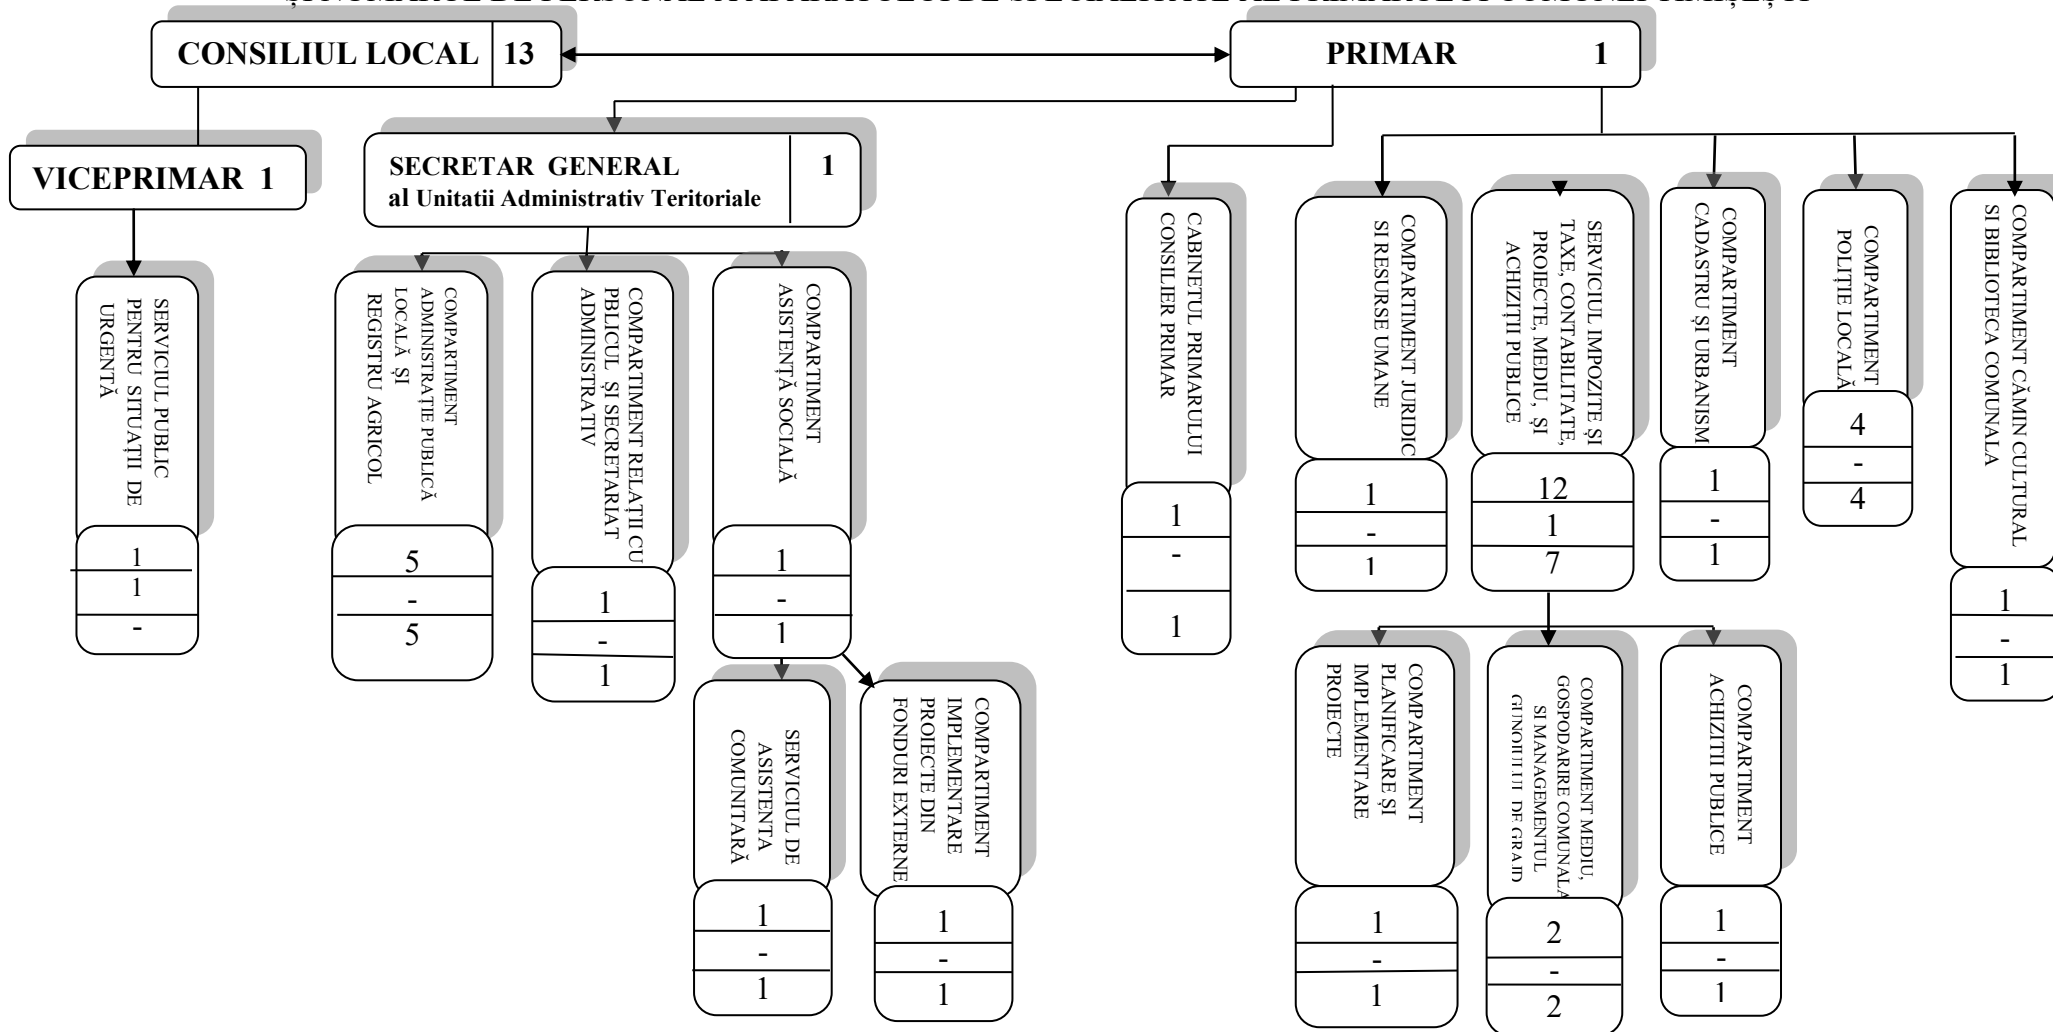 CONSILIUL LOCAL 13
PRIMAR 1
VICEPRIMAR 1
SECRETAR GENERAL 1
al Unitatii Administrativ Teritoriale
SERVICIUL PUBLIC
PENTRU SITUAȚII DE
URGENTĂ
1
1
-
COMPARTIMENT
ADMINISTRAȚIE PUBLICĂ
LOCALĂ ȘI
REGISTRU AGRICOL
5
-
5
COMPARTIMENT RELAȚII CU
PBLICUL ȘI SECRETARIAT
ADMINISTRATIV
1
-
1
COMPARTIMENT
ASISTENȚĂ SOCIALĂ
1
-
1
SERVICIUL DE
ASISTENTA
COMUNITARĂ
1
-
1
COMPARTIMENT
IMPLEMENTARE
PROIECTE DIN
FONDURI EXTERNE
1
-
1
CABINETUL PRIMARULUI
CONSILIER PRIMAR
1
-
1
COMPARTIMENT JURIDIC
SI RESURSE UMANE
1
-
1
SERVICIUL IMPOZITE ȘI
TAXE, CONTABILITATE,
PROIECTE, MEDIU, ȘI
ACHIZIȚII PUBLICE
12
1
7
COMPARTIMENT
CADASTRU ȘI URBANISM
1
-
1
COMPARTIMENT
POLIȚIE LOCALĂ
4
-
4
COMPARTIMENT CĂMIN CULTURAL
SI BIBLIOTECA COMUNALA
1
-
1
COMPARTIMENT
PLANIFICARE ȘI
IMPLEMENTARE
PROIECTE
1
-
1
COMPARTIMENT MEDIU,
GOSPODARIRE COMUNALA
SI MANAGEMENTUL
GUNOIULUI DE GRAJD
2
-
2
COMPARTIMENT
ACHIZITII PUBLICE
1
-
1